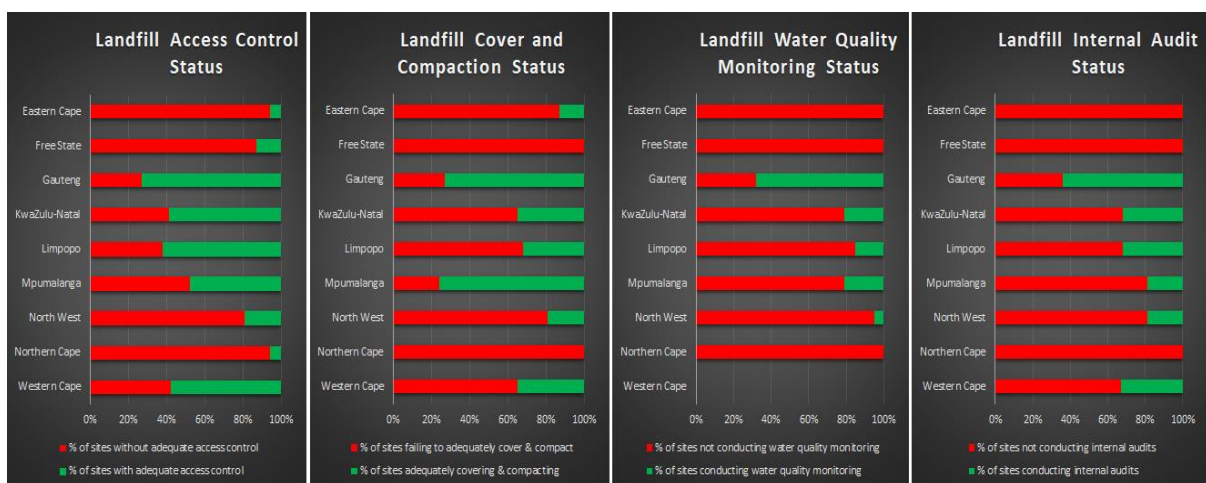 Landfill Access Control
Status
Eastern Cape
Free State
Gauteng
KwaZulu-Natal
Limpopo
Mpumalanga
North West
Northern Cape
Western Cape
0% 20% 40% 60% 80% 100%
% of sites without adequate access control
% of sites with adequate access control
Landfill Cover and
Compaction Status
Eastern Cape
Free State
Gauteng
KwaZulu-Natal
Limpopo
Mpumalanga
North West
Northern Cape
Western Cape
0% 20% 40% 60% 80% 100%
% of sites failing to adequately cover & compact
% of sites adequately covering & compacting
Landfill Water Quality
Monitoring Status
Eastern Cape
Free State
Gauteng
KwaZulu-Natal
Limpopo
Mpumalanga
North West
Northern Cape
Western Cape
0% 20% 40% 60% 80% 100%
% of sites not conducting water quality monitoring
% of sites conducting water quality monitoring
Landfill Internal Audit
Status
Eastern Cape
Free State
Gauteng
KwaZulu-Natal
Limpopo
Mpumalanga
North West
Northern Cape
Western Cape
0% 20% 40% 60% 80% 100%
% of sites not conducting internal audits
% of sites conducting internal audits